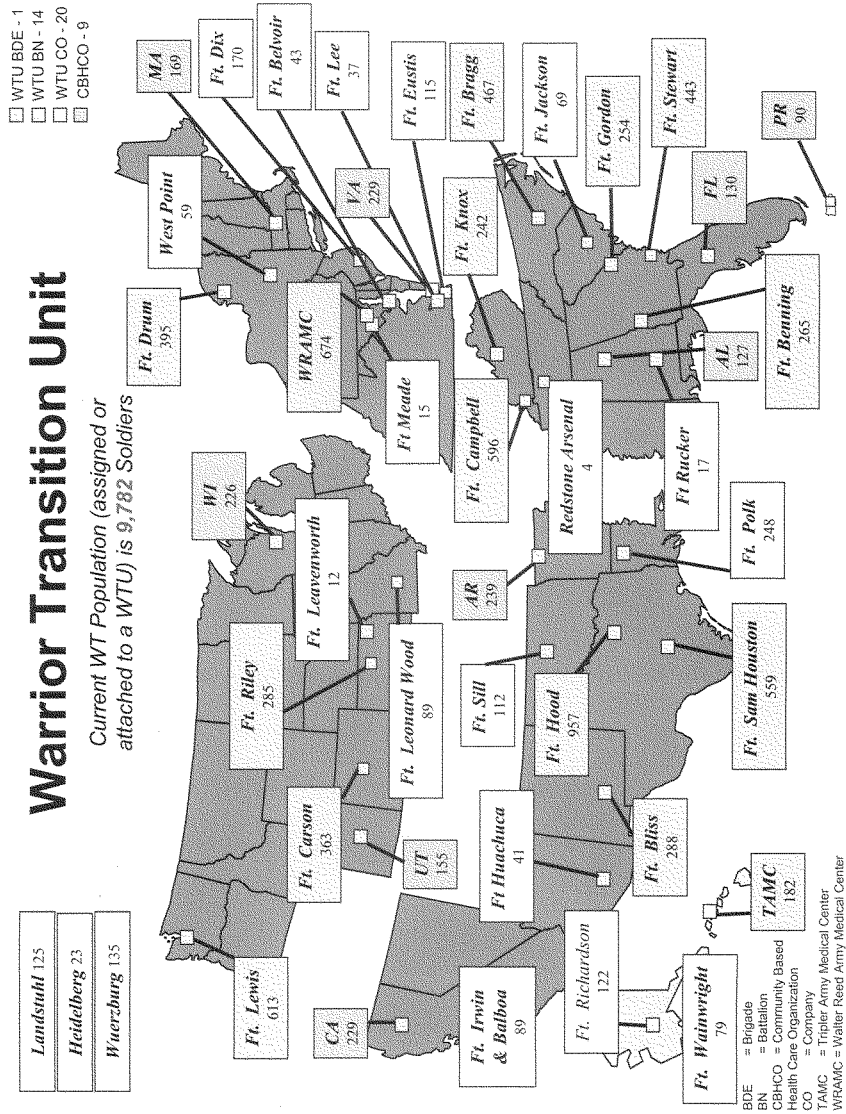 Warrior Transition Unit
Current WT Population (assigned or
attached to a WTU) is 9,782 Soldiers
WTU BDE - 1
WTU BN - 14
WTU CO - 20
CBHCO - 9
Landstuhl 125
Heidelberg 23
Wuerzburg 135
Ft. Lewis
613
CA
229
Ft. Irwin
& Balboa
89
Ft. Richardson
122
Ft. Wainwright
79
TAMC
182
UT
155
Ft. Carson
363
Ft. Riley
285
Ft. Leavenworth
12
Ft. Leonard Wood
89
WI
226
Ft Huachuca
41
Ft. Bliss
288
Ft. Sill
112
Ft. Hood
957
Ft. Sam Houston
559
AR
239
Ft. Polk
248
Ft. Drum
395
West Point
59
MA
169
Ft. Dix
170
Ft. Belvoir
43
Ft. Lee
37
VA
229
Ft. Eustis
115
WRAMC
674
Ft Meade
15
Ft. Knox
242
Ft. Campbell
596
Redstone Arsenal
4
Ft Rucker
17
AL
127
Ft. Benning
265
Ft. Bragg
467
Ft. Jackson
69
Ft. Gordon
254
Ft. Stewart
443
FL
130
PR
90
BDE = Brigade
BN = Battalion
CBHCO = Community Based
Health Care Organization
CO = Company
TAMC = Tripler Army Medical Center
WRAMC = Walter Reed Army Medical Center